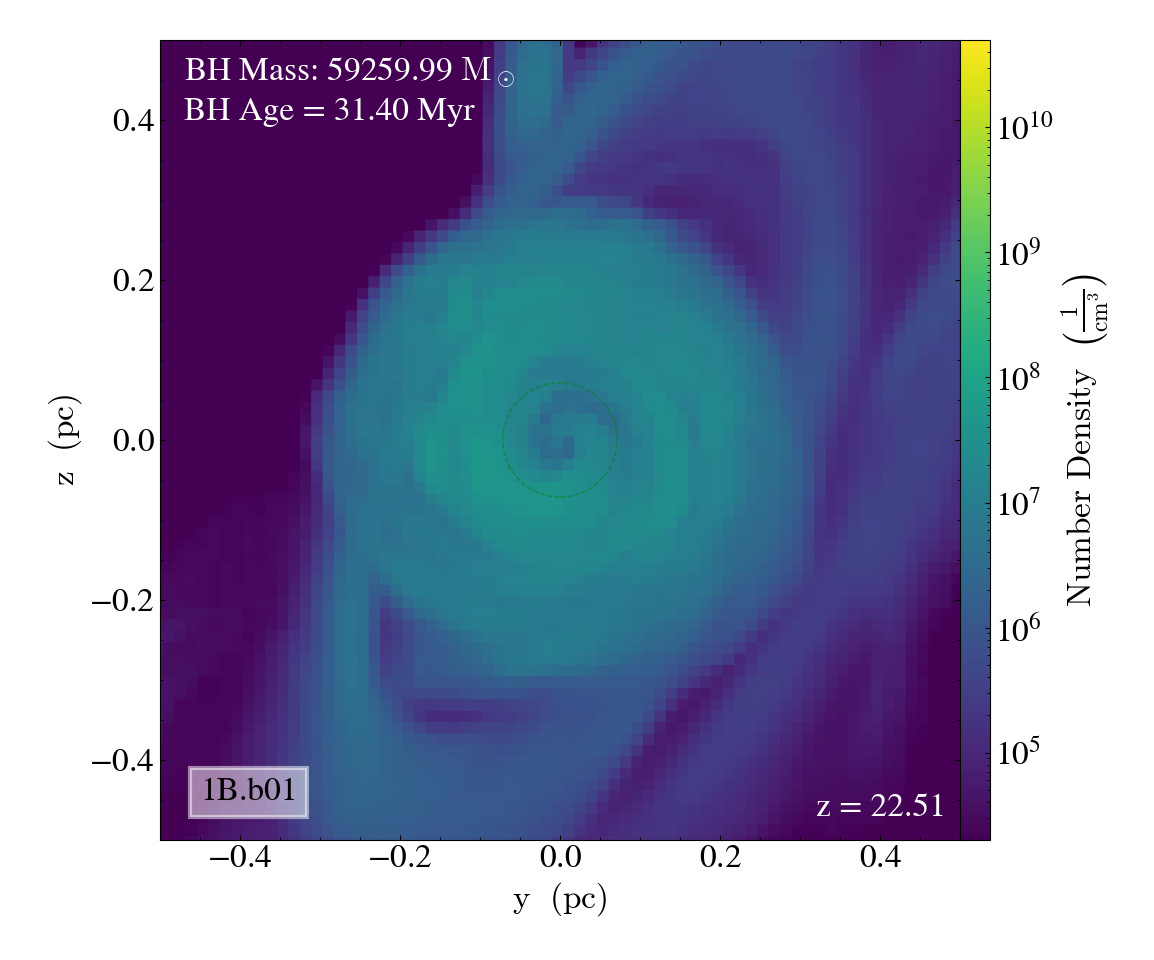 BH Mass: 59259.99 M⊙
BH Age = 31.40 Myr
0.4
0.2
0.0
−0.2
−0.4
z (pc)
1B.b01
z = 22.51
−0.4 −0.2 0.0 0.2 0.4
y (pc)
10¹⁰
10⁹
10⁸
10⁷
10⁶
10⁵
Number Density (1/cm³)